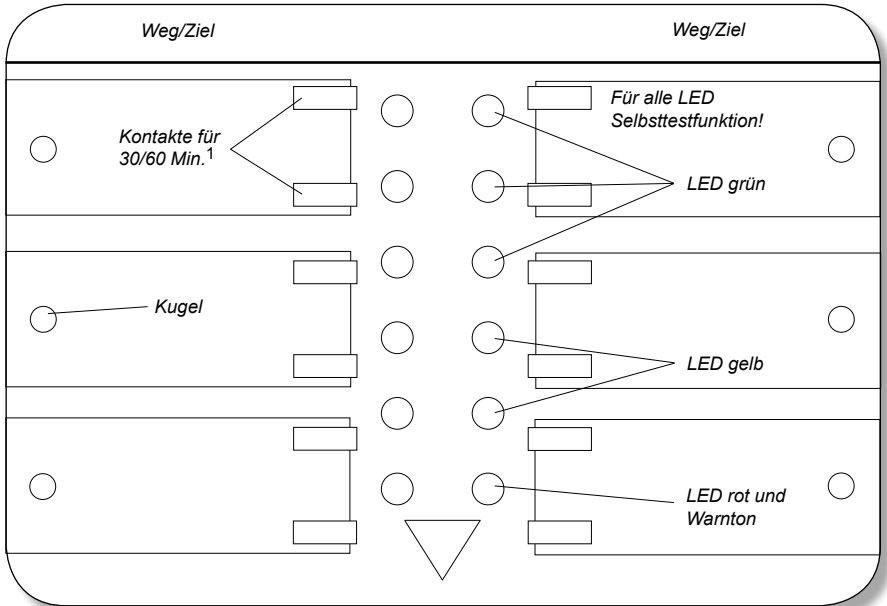 Weg/Ziel
Weg/Ziel
Für alle LED
Selbsttestfunktion!
Kontakte für
30/60 Min.1
LED grün
Kugel
LED gelb
LED rot und
Warnton